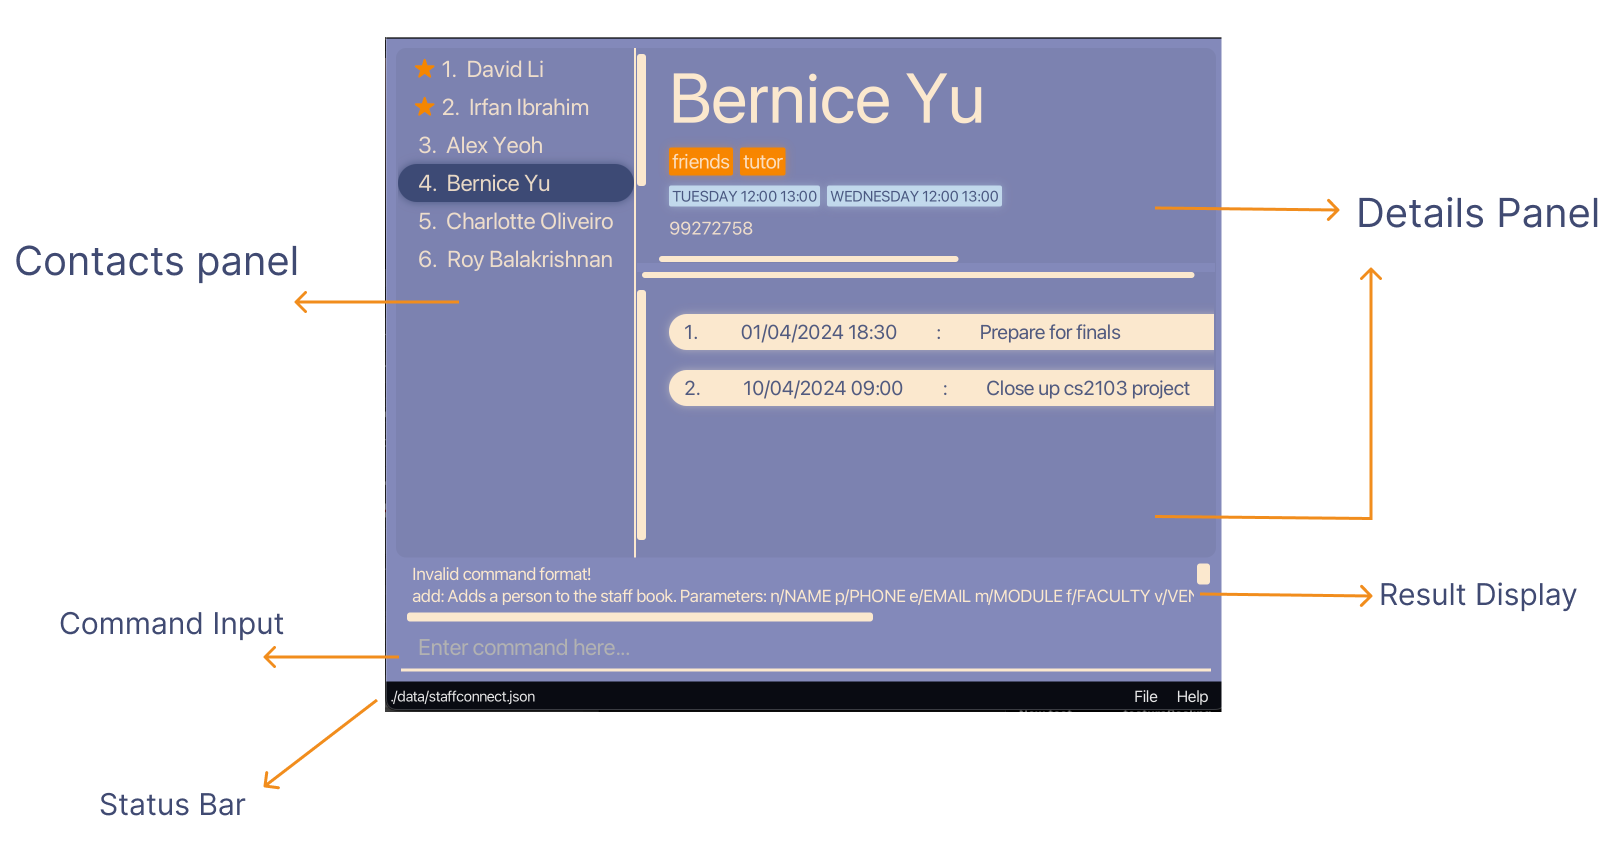 1. David Li
2. Irfan Ibrahim
3. Alex Yeoh
4. Bernice Yu
5. Charlotte Oliveiro
6. Roy Balakrishnan
Bernice Yu
friends tutor
TUESDAY 12:00 13:00 WEDNESDAY 12:00 13:00
99272758
1. 01/04/2024 18:30 : Prepare for finals
2. 10/04/2024 09:00 : Close up cs2103 project
Invalid command format!
add: Adds a person to the staff book. Parameters: n/NAME p/PHONE e/EMAIL m/MODULE f/FACULTY v/VEN
Enter command here...
./data/staffconnect.json File Help
Contacts panel
Details Panel
Result Display
Command Input
Status Bar